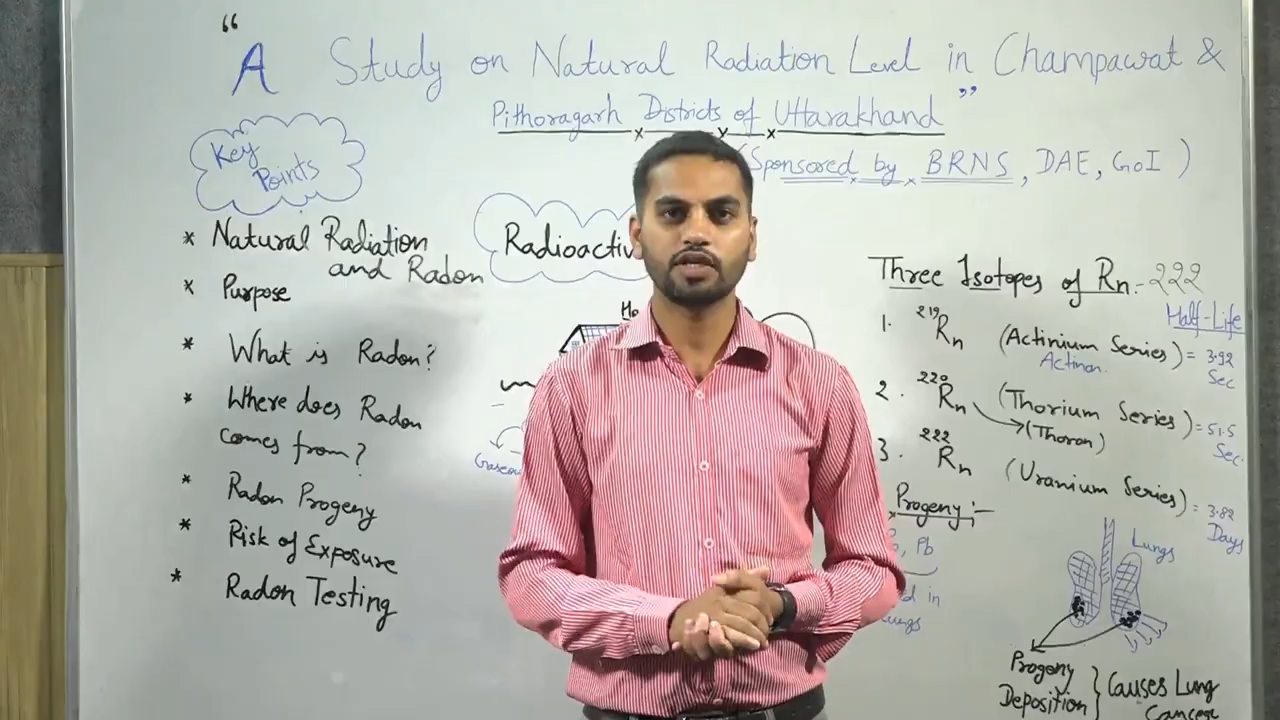 “
A Study on Natural Radiation Level in Champawat &
Pithoragarh Districts of Uttarakhand ”
(Sponsored by BRNS, DAE, GoI)
Key
Points
* Natural Radiation
and Radon
* Purpose
* What is Radon?
* Where does Radon
comes from?
* Radon Progeny
* Risk of Exposure
* Radon Testing
Three Isotopes of Rn-222
Half-Life
1. ²¹⁹Rn (Actinium Series) = 3.92
Actinon
Sec
2. ²²⁰Rn (Thorium Series) = 51.5
(Thoron)
Sec.
3. ²²²Rn (Uranium Series) = 3.82
Days
Progeny :-
Pb
in
Lungs
Progeny
Deposition } Causes Lung
Cancer